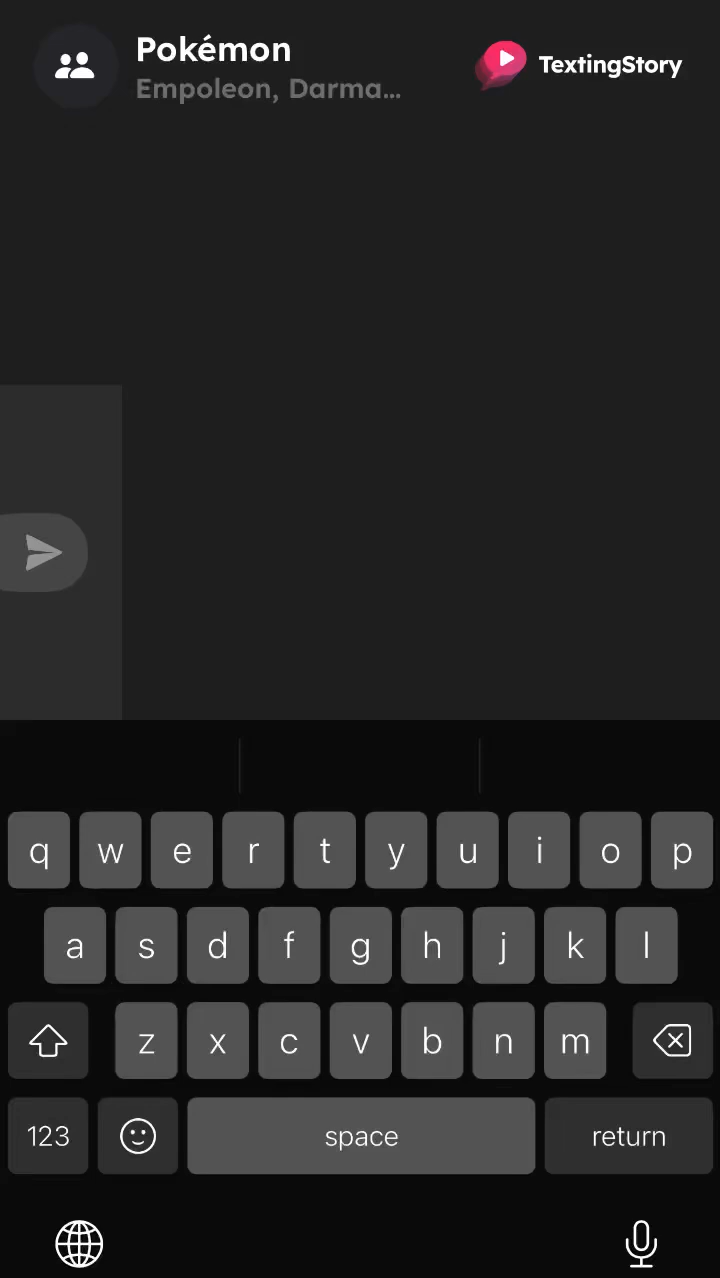 Pokémon
Empoleon, Darma...
TextingStory
q w e r t y u i o p
a s d f g h j k l
z x c v b n m
123 space return